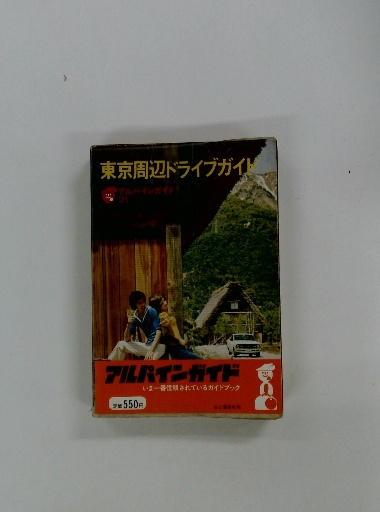 東京周辺ドライブガイド
アルパインガイド
21
アルパインガイド
いま一番信頼されているガイドブック
定価550円